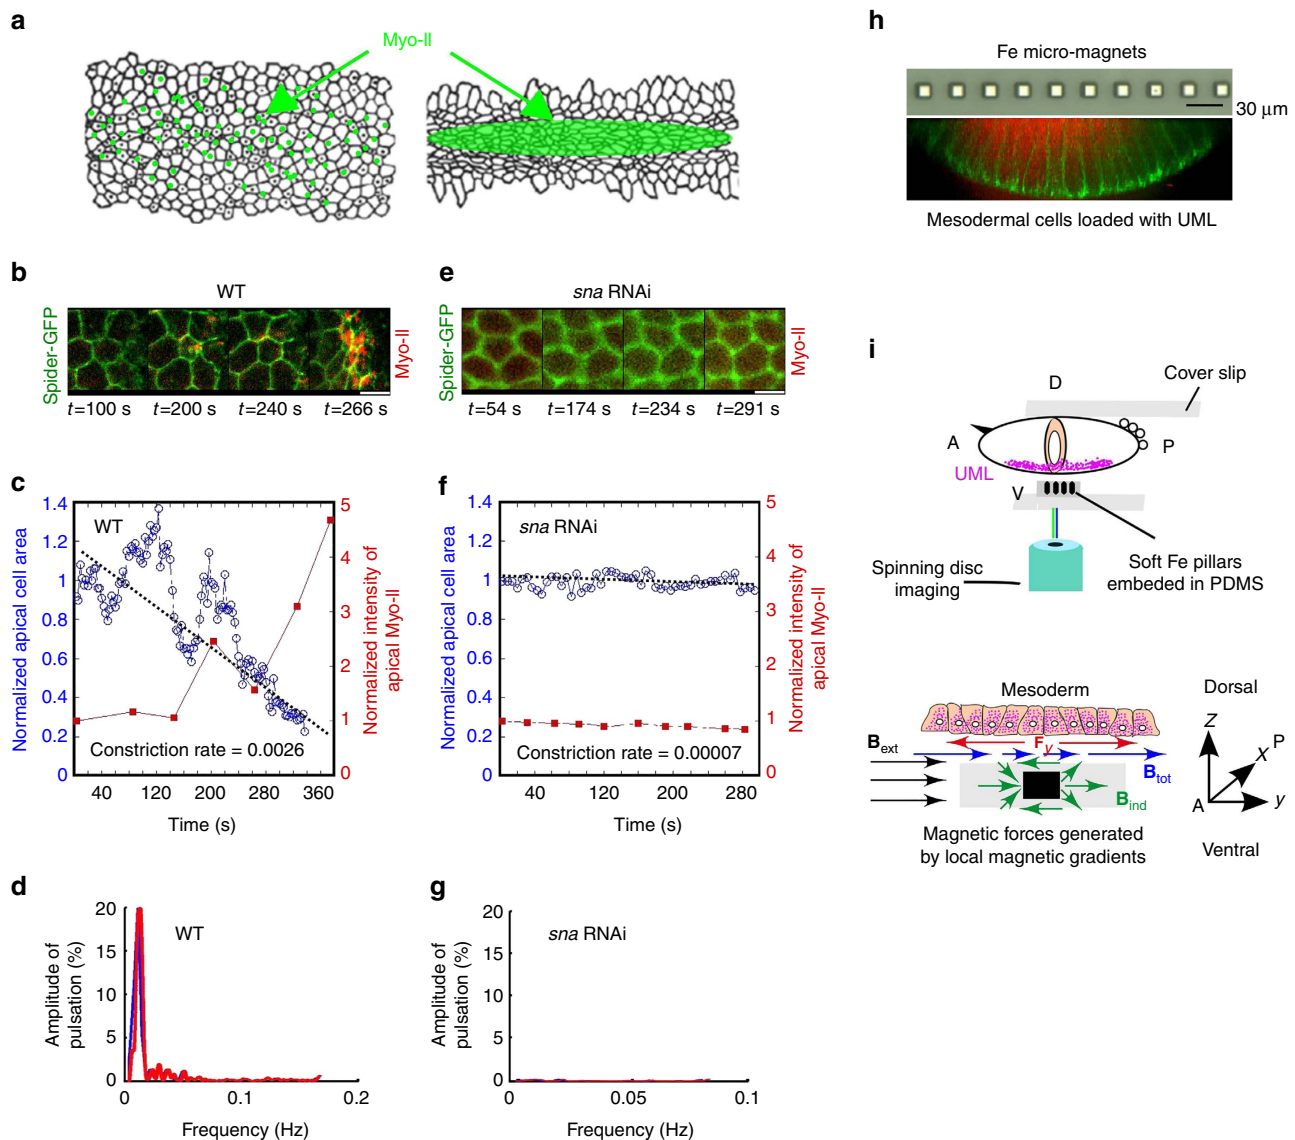 a
Myo-II
b
WT
Spider-GFP
Myo-II
t=100 s
t=200 s
t=240 s
t=266 s
c
Normalized apical cell area
1.4
1.2
1
0.8
0.6
0.4
0.2
0
WT
Constriction rate = 0.0026
5
4
3
2
1
0
Normalized intensity of
apical Myo-II
40
120
200
280
360
Time (s)
d
Amplitude of
pulsation (%)
20
15
10
5
0
WT
0
0.1
0.2
Frequency (Hz)
e
sna RNAi
Spider-GFP
Myo-II
t=54 s
t=174 s
t=234 s
t=291 s
f
Normalized apical cell area
1.4
1.2
1
0.8
0.6
0.4
0.2
0
sna RNAi
Constriction rate = 0.00007
5
4
3
2
1
0
Normalized intensity of
apical Myo-II
40
120
200
280
Time (s)
g
Amplitude of
pulsation (%)
20
15
10
5
0
sna RNAi
0
0.05
0.1
Frequency (Hz)
h
Fe micro-magnets
30 μm
Mesodermal cells loaded with UML
i
D
Cover slip
A
P
UML
V
Spinning disc
imaging
Soft Fe pillars
embeded in PDMS
Mesoderm
Dorsal
Bext
Fy
Btot
Bind
Z
X
P
A
y
Magnetic forces generated
by local magnetic gradients
Ventral